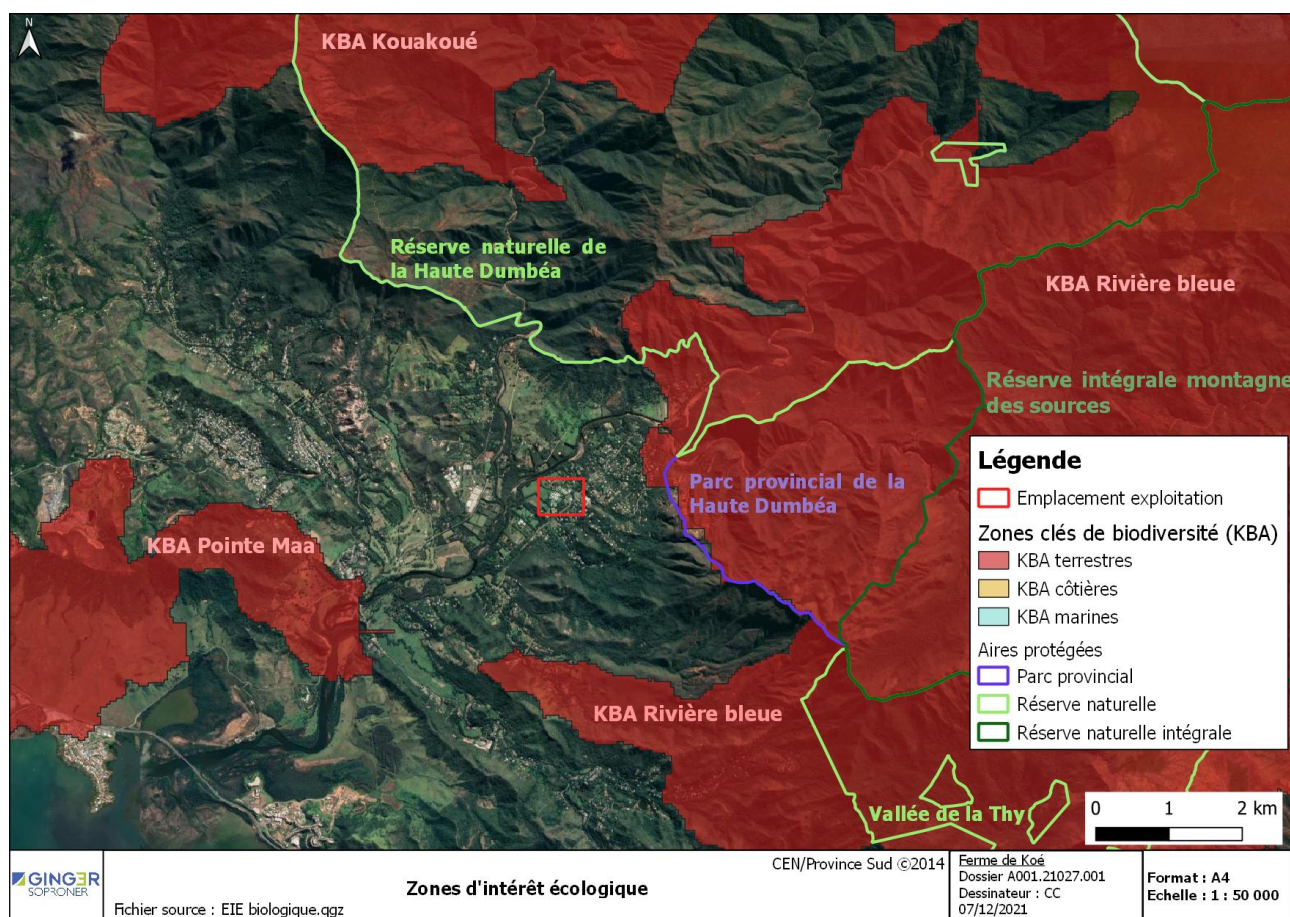 N
KBA Kouakoué
Réserve naturelle de
la Haute Dumbéa
KBA Rivière bleue
Réserve intégrale montagne
des sources
Parc provincial de la
Haute Dumbéa
KBA Pointe Maa
KBA Rivière bleue
Vallée de la Thy
Légende
Emplacement exploitation
Zones clés de biodiversité (KBA)
KBA terrestres
KBA côtières
KBA marines
Aires protégées
Parc provincial
Réserve naturelle
Réserve naturelle intégrale
0 1 2 km
GINGER
SOPRONER
Fichier source : EIE biologique.qgz
Zones d'intérêt écologique
CEN/Province Sud ©2014
Ferme de Koé
Dossier A001.21027.001
Dessinateur : CC
07/12/2021
Format : A4
Echelle : 1 : 50 000